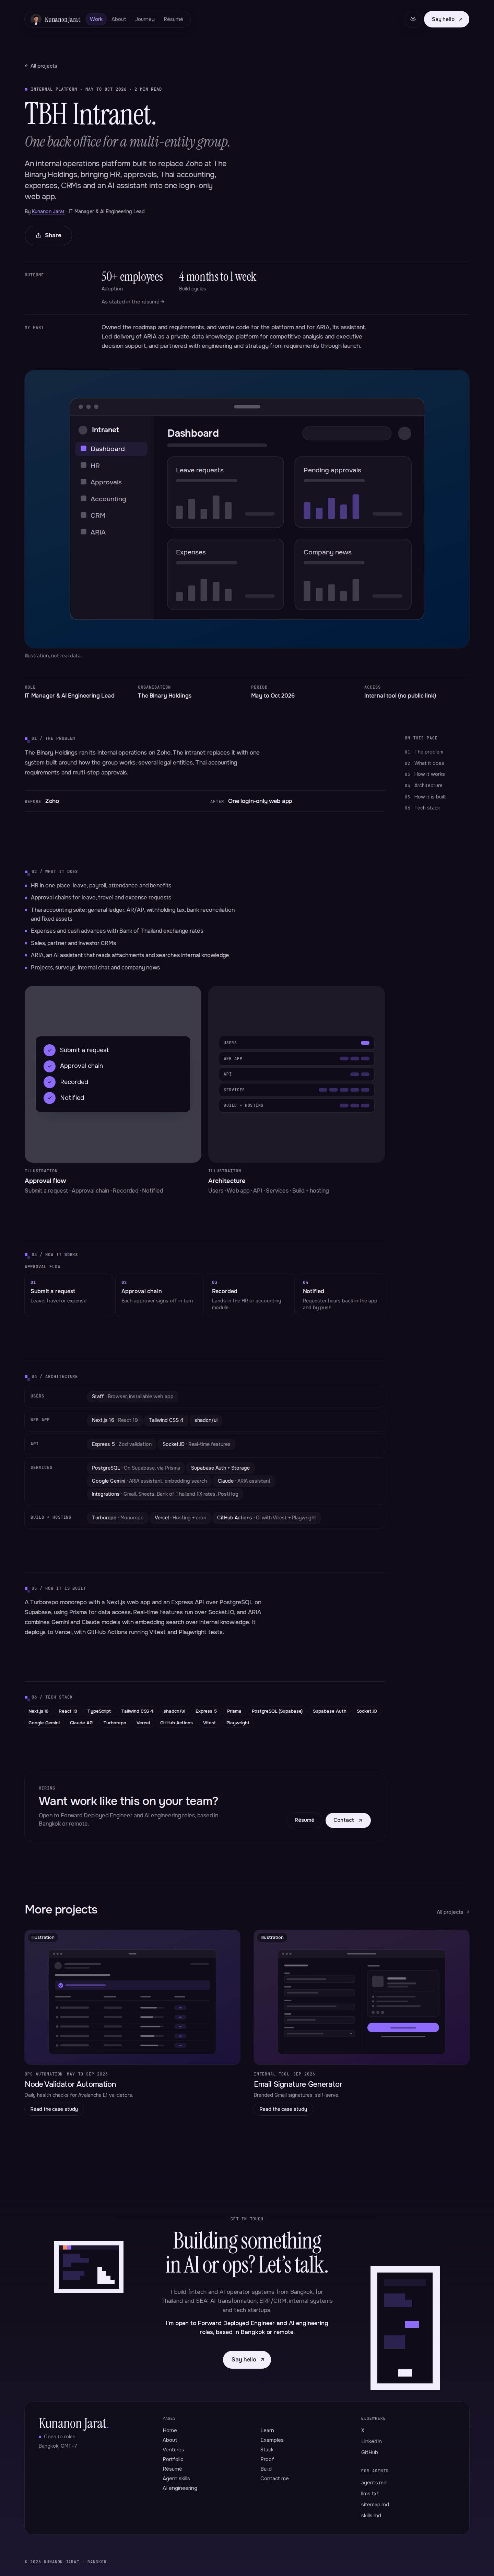 Kunanon Jarat
Work
About
Journey
Résumé
Say hello ↗
← All projects
INTERNAL PLATFORM · MAY TO OCT 2026 · 2 MIN READ
TBH Intranet.
One back office for a multi-entity group.
An internal operations platform built to replace Zoho at The
Binary Holdings, bringing HR, approvals, Thai accounting,
expenses, CRMs and an AI assistant into one login-only
web app.
By Kunanon Jarat · IT Manager & AI Engineering Lead
Share
OUTCOME
50+ employees
Adoption
4 months to 1 week
Build cycles
As stated in the résumé →
MY PART
Owned the roadmap and requirements, and wrote code for the platform and for ARIA, its assistant.
Led delivery of ARIA as a private-data knowledge platform for competitive analysis and executive
decision support, and partnered with engineering and strategy from requirements through launch.
Intranet
Dashboard
HR
Approvals
Accounting
CRM
ARIA
Dashboard
Leave requests
Pending approvals
Expenses
Company news
Illustration, not real data.
ROLE
IT Manager & AI Engineering Lead
ORGANISATION
The Binary Holdings
PERIOD
May to Oct 2026
ACCESS
Internal tool (no public link)
01 / THE PROBLEM
The Binary Holdings ran its internal operations on Zoho. The intranet replaces it with one
system built around how the group works: several legal entities, Thai accounting
requirements and multi-step approvals.
BEFORE Zoho
AFTER One login-only web app
ON THIS PAGE
01 The problem
02 What it does
03 How it works
04 Architecture
05 How it is built
06 Tech stack
02 / WHAT IT DOES
HR in one place: leave, payroll, attendance and benefits
Approval chains for leave, travel and expense requests
Thai accounting suite: general ledger, AR/AP, withholding tax, bank reconciliation
and fixed assets
Expenses and cash advances with Bank of Thailand exchange rates
Sales, partner and investor CRMs
ARIA, an AI assistant that reads attachments and searches internal knowledge
Projects, surveys, internal chat and company news
Submit a request
Approval chain
Recorded
Notified
USERS
WEB APP
API
SERVICES
BUILD + HOSTING
ILLUSTRATION
Approval flow
Submit a request · Approval chain · Recorded · Notified
ILLUSTRATION
Architecture
Users · Web app · API · Services · Build + hosting
03 / HOW IT WORKS
APPROVAL FLOW
01
Submit a request
Leave, travel or expense
02
Approval chain
Each approver signs off in turn
03
Recorded
Lands in the HR or accounting
module
04
Notified
Requester hears back in the app
and by push
04 / ARCHITECTURE
USERS
Staff · Browser, installable web app
WEB APP
Next.js 16 · React 19
Tailwind CSS 4
shadcn/ui
API
Express 5 · Zod validation
Socket.IO · Real-time features
SERVICES
PostgreSQL · On Supabase, via Prisma
Supabase Auth + Storage
Google Gemini · ARIA assistant, embedding search
Claude · ARIA assistant
Integrations · Gmail, Sheets, Bank of Thailand FX rates, PostHog
BUILD + HOSTING
Turborepo · Monorepo
Vercel · Hosting + cron
GitHub Actions · CI with Vitest + Playwright
05 / HOW IT IS BUILT
A Turborepo monorepo with a Next.js web app and an Express API over PostgreSQL on
Supabase, using Prisma for data access. Real-time features run over Socket.IO, and ARIA
combines Gemini and Claude models with embedding search over internal knowledge. It
deploys to Vercel, with GitHub Actions running Vitest and Playwright tests.
06 / TECH STACK
Next.js 16
React 19
TypeScript
Tailwind CSS 4
shadcn/ui
Express 5
Prisma
PostgreSQL (Supabase)
Supabase Auth
Socket.IO
Google Gemini
Claude API
Turborepo
Vercel
GitHub Actions
Vitest
Playwright
HIRING
Want work like this on your team?
Open to Forward Deployed Engineer and AI engineering roles, based in
Bangkok or remote.
Résumé
Contact ↗
More projects
All projects →
Illustration
OPS AUTOMATION · MAY TO SEP 2026
Node Validator Automation
Daily health checks for Avalanche L1 validators.
Read the case study
Illustration
INTERNAL TOOL · SEP 2026
Email Signature Generator
Branded Gmail signatures, self-serve.
Read the case study
GET IN TOUCH
Building something
in AI or ops? Let's talk.
I build fintech and AI operator systems from Bangkok, for
Thailand and SEA: AI transformation, ERP/CRM, internal systems
and tech startups.
I'm open to Forward Deployed Engineer and AI engineering
roles, based in Bangkok or remote.
Say hello ↗
Kunanon Jarat.
Open to roles
Bangkok, GMT+7
PAGES
Home
About
Ventures
Portfolio
Résumé
Agent skills
AI engineering
Learn
Examples
Stack
Proof
Build
Contact me
ELSEWHERE
X
LinkedIn
GitHub
FOR AGENTS
agents.md
llms.txt
sitemap.md
skills.md
© 2026 KUNANON JARAT · BANGKOK